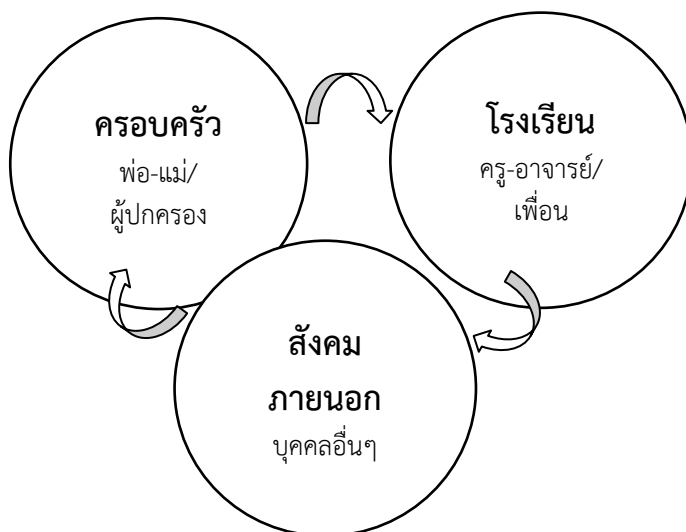 ครอบครัว
พ่อ-แม่/
ผู้ปกครอง
โรงเรียน
ครู-อาจารย์/
เพื่อน
สังคม
ภายนอก
บุคคลอื่นๆ